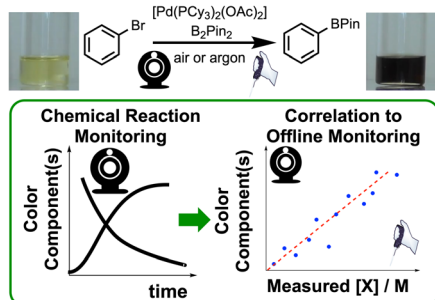 [Pd(PCy3)2(OAc)2]
Br
B2Pin2
BPin
air or argon
Chemical Reaction
Monitoring
Color
Component(s)
time
Correlation to
Offline Monitoring
Color
Component(s)
Measured [X] / M